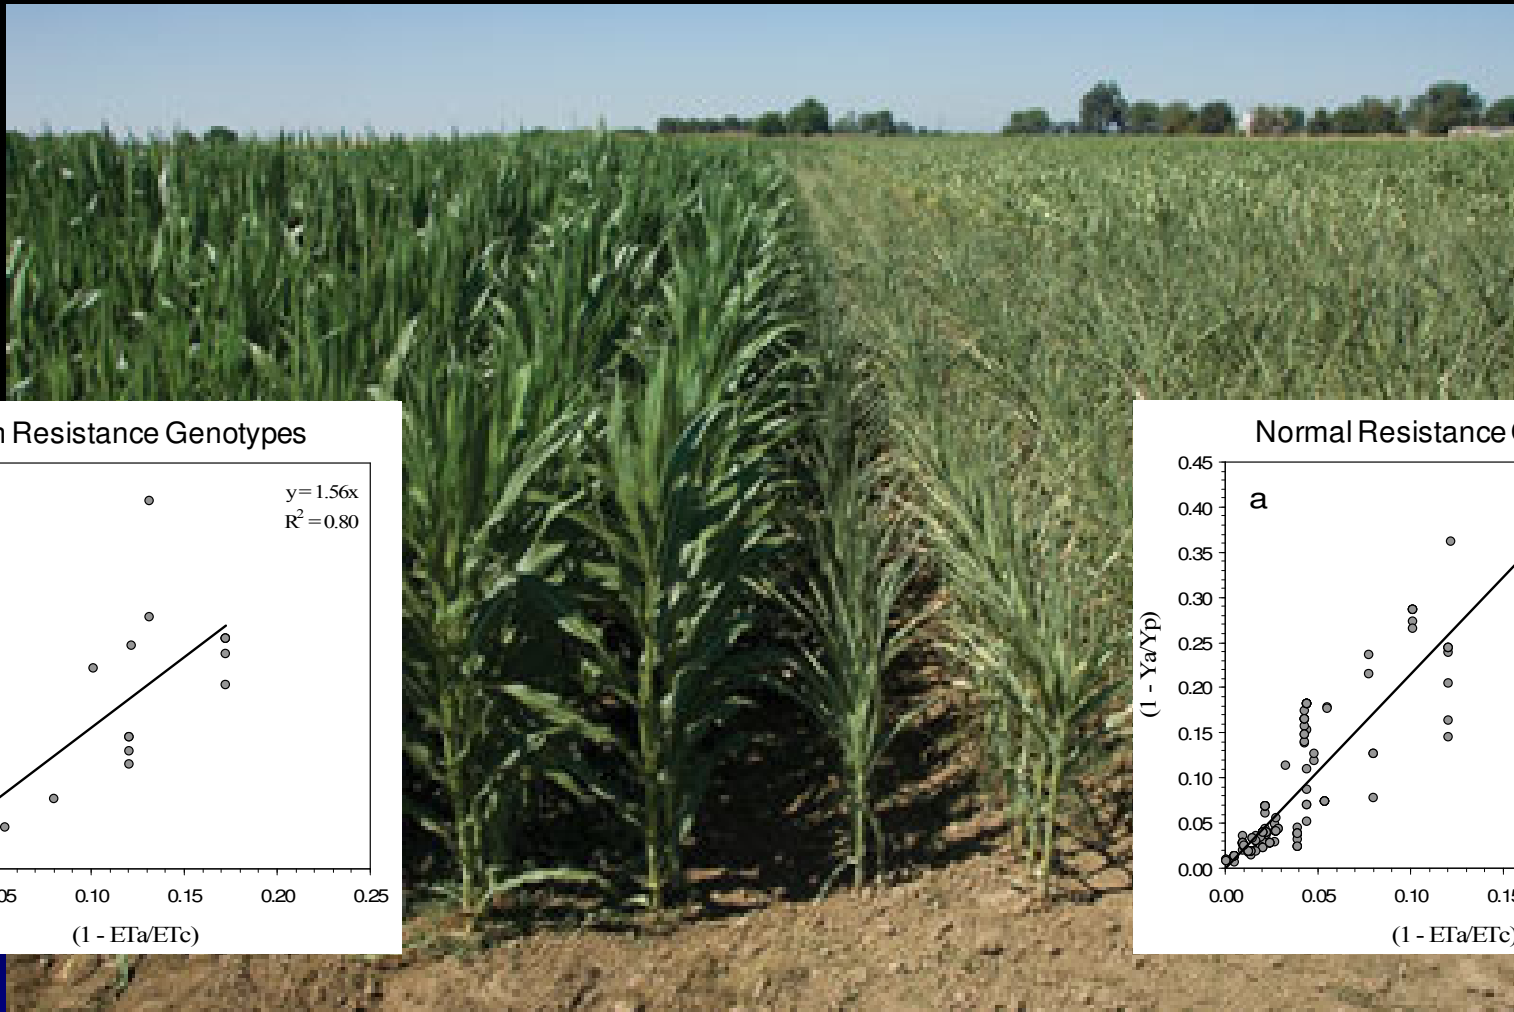 Resistance Genotypes
y=1.56x
R² = 0.80
0.10 0.15 0.20 0.25
(1 - ETa/ETc)
Normal Resistance
a
(1 - Ya/Yp)
0.45
0.40
0.35
0.30
0.25
0.20
0.15
0.10
0.05
0.00
0.00 0.05 0.10
(1 - ETa/ETc)